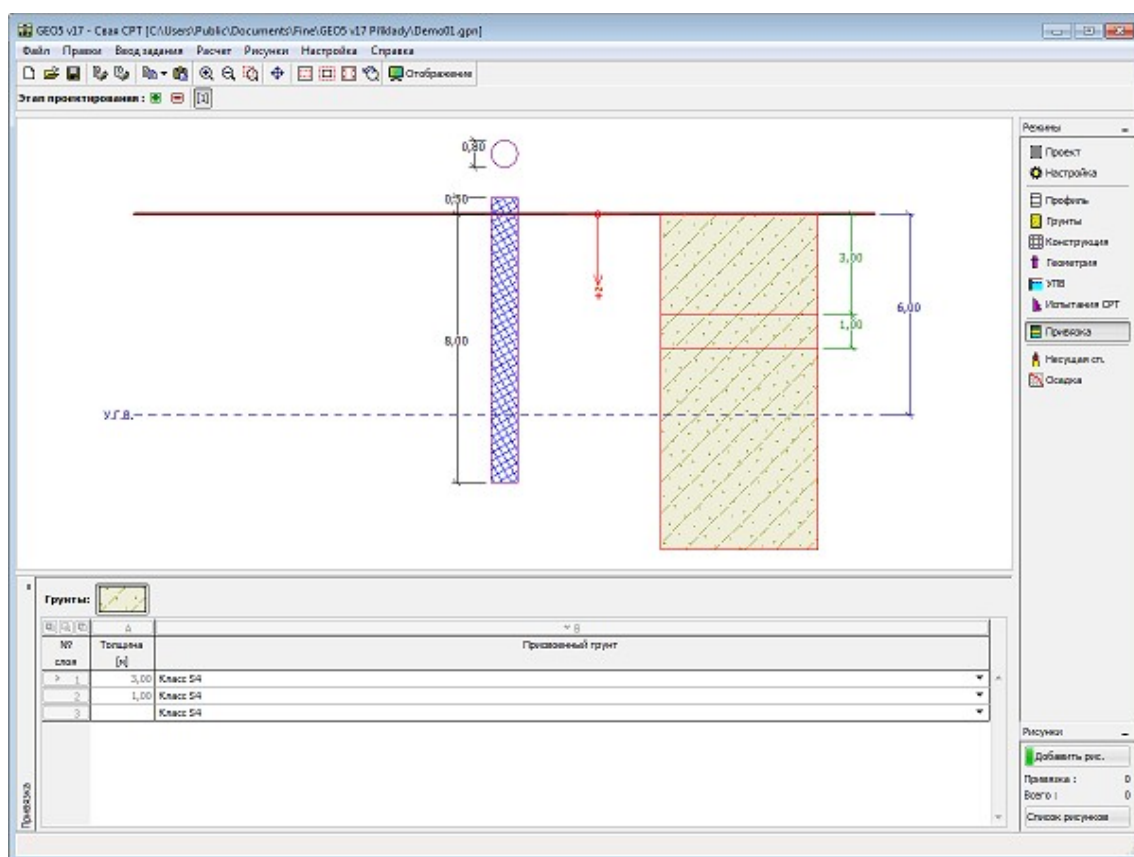 GEO5 v17 - Свая CPT [C:\Users\Public\Documents\Fine\GEO5 v17 Příklady\Demo01.gpn]
Файл Правки Ввод задания Расчет Рисунки Настройка Справка
Отображение
Этап проектирования : [1]
0,80
0,50
8,00
+z
3,00
1,00
6,00
У.Г.В.
Режимы
Проект
Настройка
Профиль
Грунты
Конструкция
Геометрия
УПВ
Испытания CPT
Привязка
Несущая сп.
Осадка
Грунты:
№ слоя
Толщина [м]
Присвоенный грунт
> 1 3,00 Класс S4
2 1,00 Класс S4
3 Класс S4
Привязка
Рисунки
Добавить рис.
Привязка : 0
Всего : 0
Список рисунков